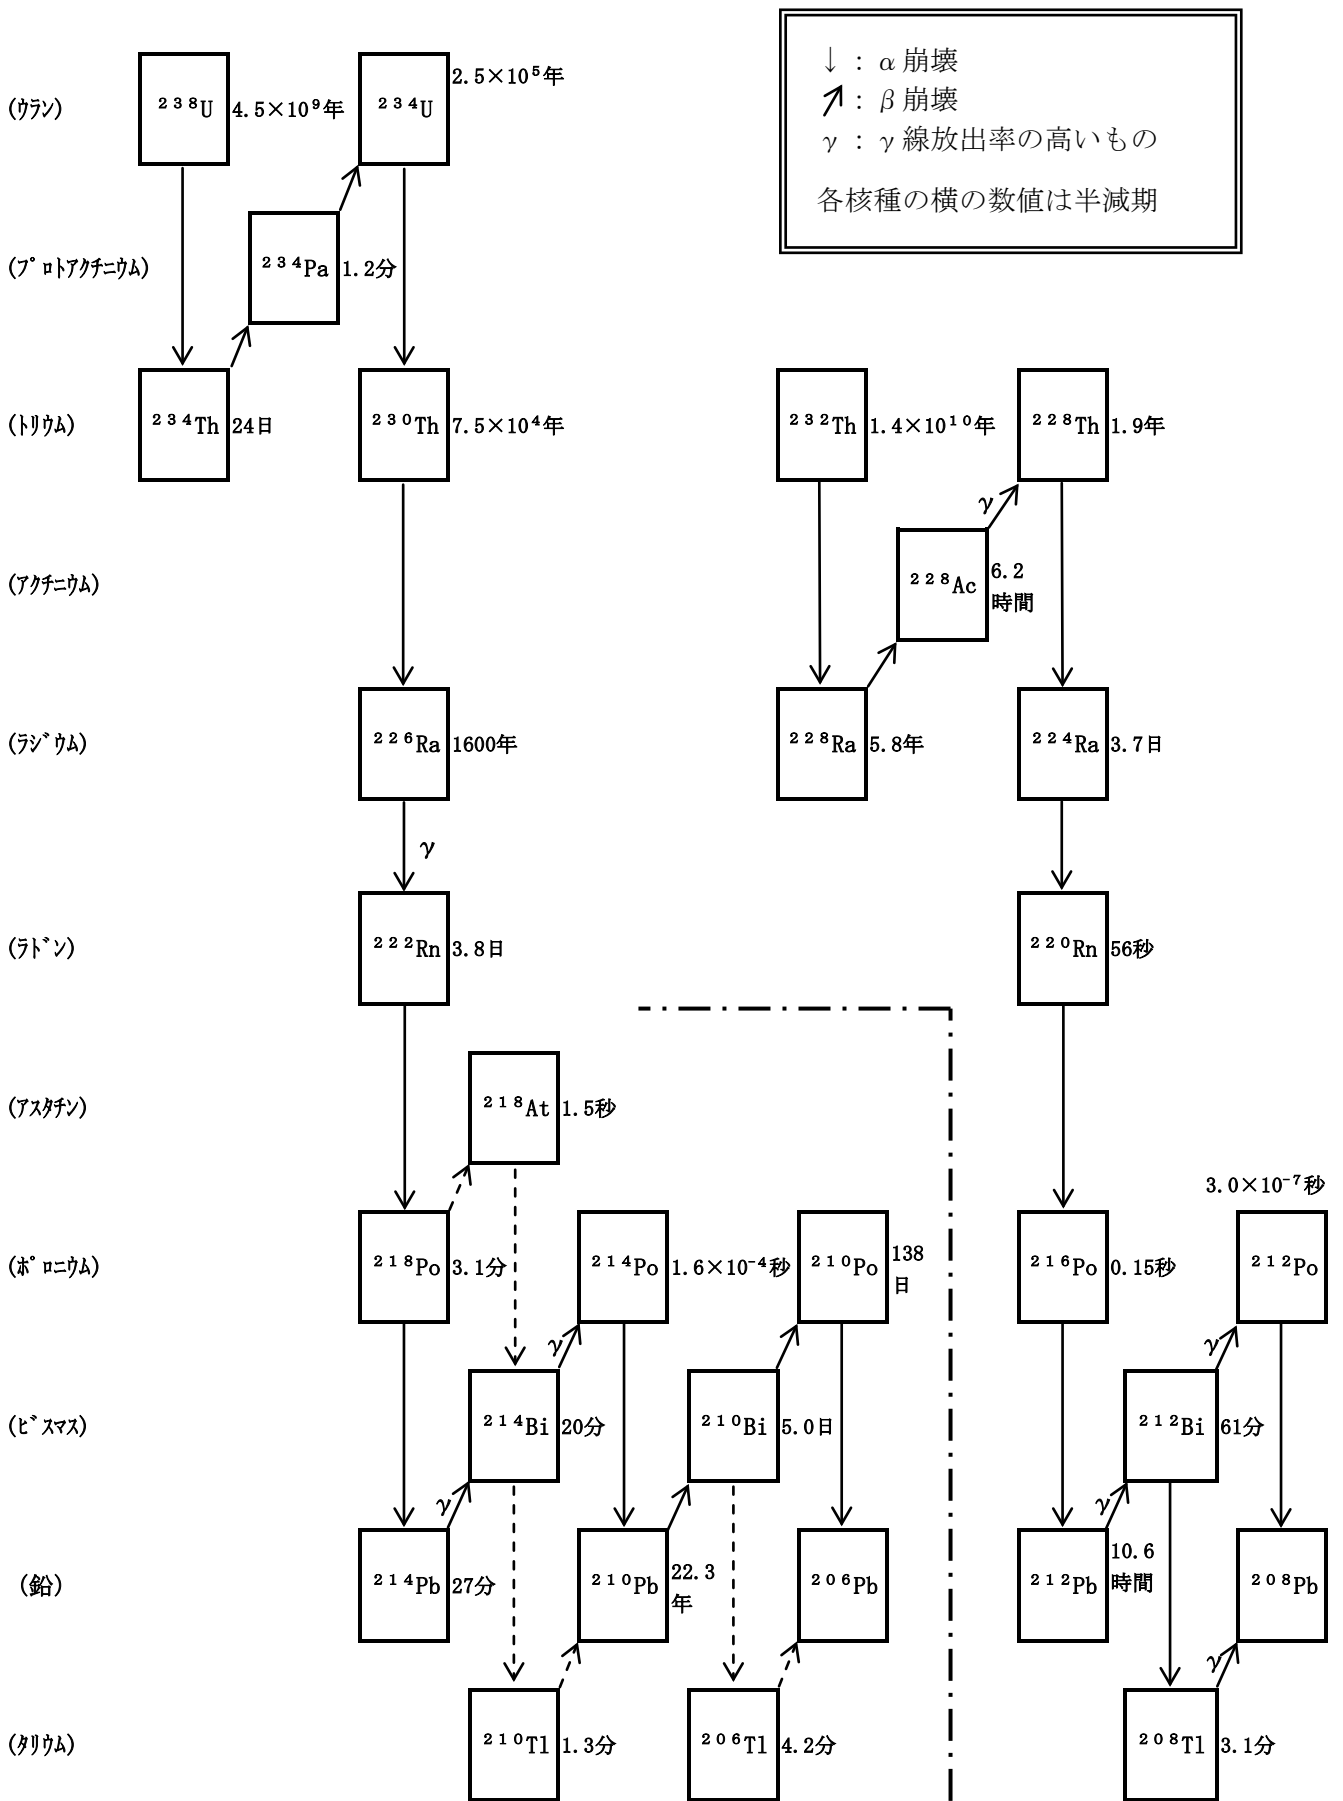 ↓ : α 崩壊
↗ : β 崩壊
γ : γ 線放出率の高いもの
各核種の横の数値は半減期
(ウラン)
²³⁸U
4.5×10⁹年
²³⁴U
2.5×10⁵年
(プロトアクチニウム)
²³⁴Pa
1.2分
(トリウム)
²³⁴Th
24日
²³⁰Th
7.5×10⁴年
²³²Th
1.4×10¹⁰年
²²⁸Th
1.9年
γ
(アクチニウム)
²²⁸Ac
6.2
時間
(ラジウム)
²²⁶Ra
1600年
²²⁸Ra
5.8年
²²⁴Ra
3.7日
γ
(ラドン)
²²²Rn
3.8日
²²⁰Rn
56秒
(アスタチン)
²¹⁸At
1.5秒
3.0×10⁻⁷秒
(ポロニウム)
²¹⁸Po
3.1分
²¹⁴Po
1.6×10⁻⁴秒
²¹⁰Po
138
日
²¹⁶Po
0.15秒
²¹²Po
γ
γ
(ビスマス)
²¹⁴Bi
20分
²¹⁰Bi
5.0日
²¹²Bi
61分
γ
γ
(鉛)
²¹⁴Pb
27分
²¹⁰Pb
22.3
年
²⁰⁶Pb
²¹²Pb
10.6
時間
²⁰⁸Pb
γ
(タリウム)
²¹⁰Tl
1.3分
²⁰⁶Tl
4.2分
²⁰⁸Tl
3.1分